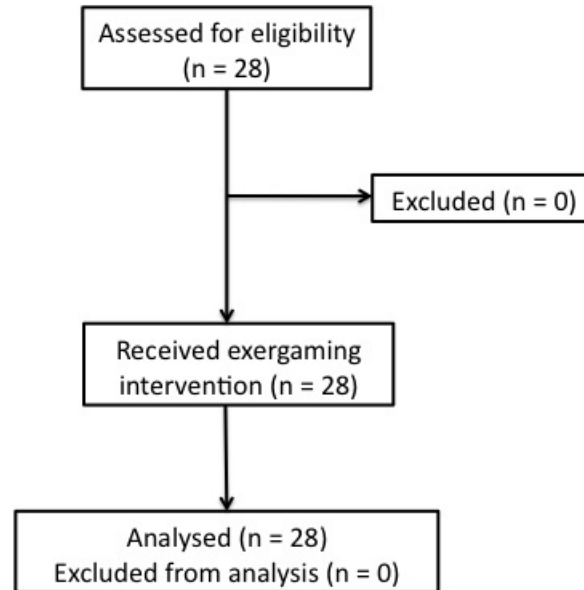 Assessed for eligibility
(n = 28)
Excluded (n = 0)
Received exergaming
intervention (n = 28)
Analysed (n = 28)
Excluded from analysis (n = 0)